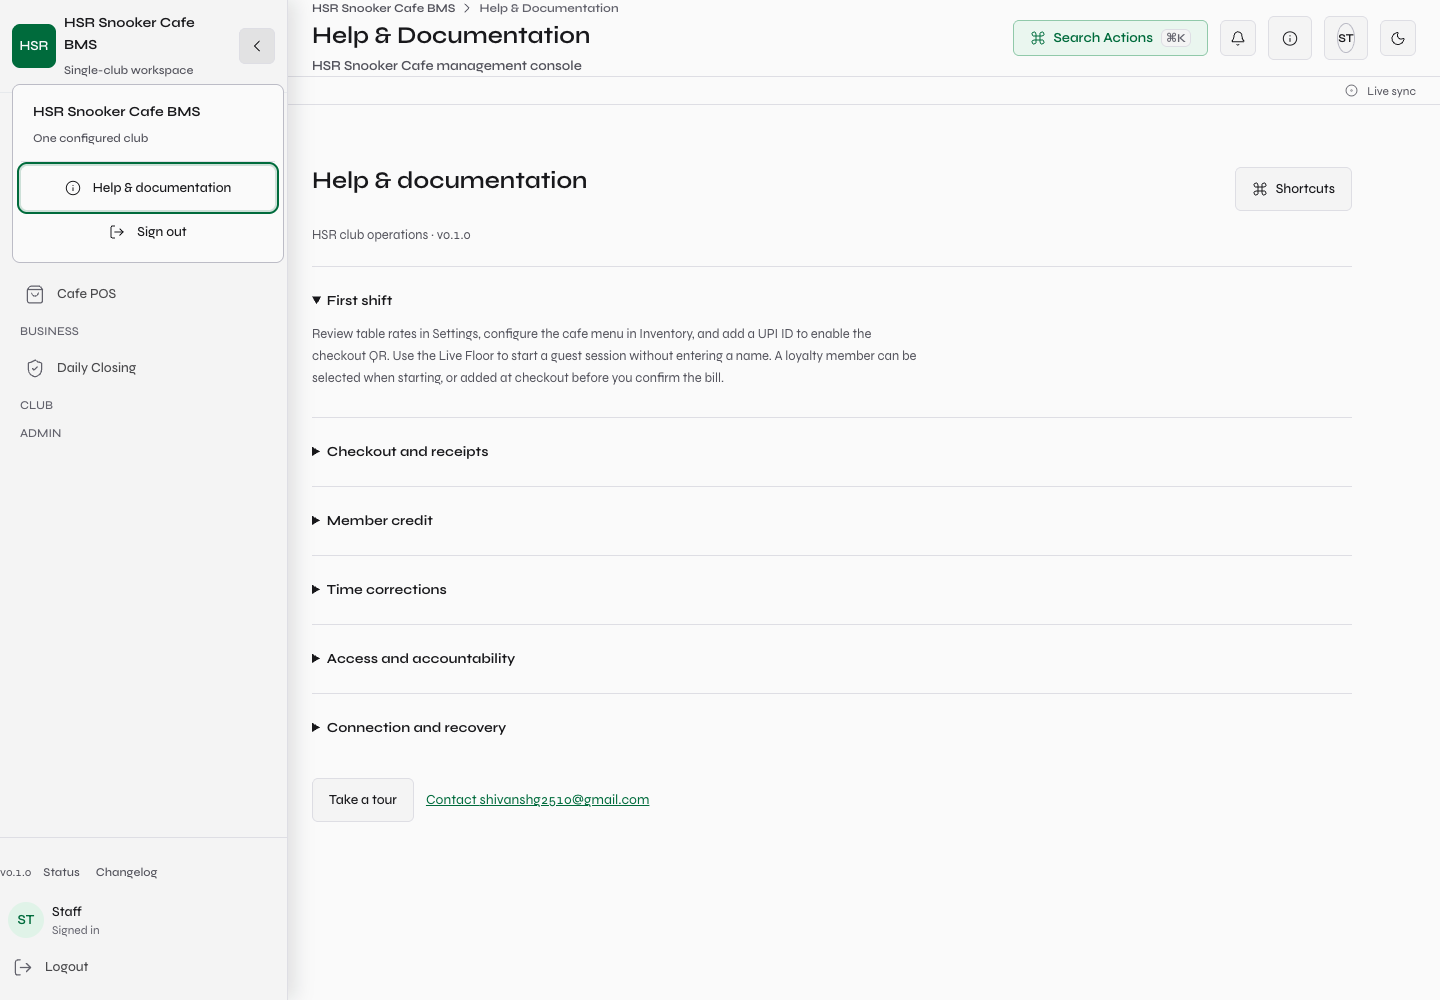 HSR
HSR Snooker Cafe
BMS
Single-club workspace
HSR Snooker Cafe BMS
One configured club
Help & documentation
Sign out
Cafe POS
BUSINESS
Daily Closing
CLUB
ADMIN
v0.1.0 Status Changelog
ST
Staff
Signed in
Logout
HSR Snooker Cafe BMS > Help & Documentation
Help & Documentation
HSR Snooker Cafe management console
Search Actions ⌘K
ST
Live sync
Help & documentation
Shortcuts
HSR club operations · v0.1.0
First shift
Review table rates in Settings, configure the cafe menu in Inventory, and add a UPI ID to enable the
checkout QR. Use the Live Floor to start a guest session without entering a name. A loyalty member can be
selected when starting, or added at checkout before you confirm the bill.
Checkout and receipts
Member credit
Time corrections
Access and accountability
Connection and recovery
Take a tour
Contact shivanshg2510@gmail.com